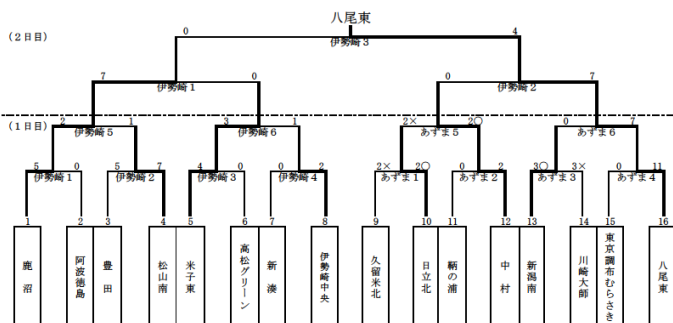 八尾東
0 4
(2日目) 伊勢崎3
7 0 0 7
伊勢崎1 伊勢崎2
(1日目) 2 1 3 1 2× 2○ 0 7
伊勢崎5 伊勢崎6 あずま5 あずま6
5 0 5 7 4 0 0 2 2× 2○ 0 2 3○ 3× 0 11
伊勢崎1 伊勢崎2 伊勢崎3 伊勢崎4 あずま1 あずま2 あずま3 あずま4
1 2 3 4 5 6 7 8 9 10 11 12 13 14 15 16
鹿沼
阿波徳島
豊田
松山南
米子東
高松グリーン
新湊
伊勢崎中央
久留米北
日立北
鞆の浦
中村
新潟南
川崎大師
東京調布むらさき
八尾東